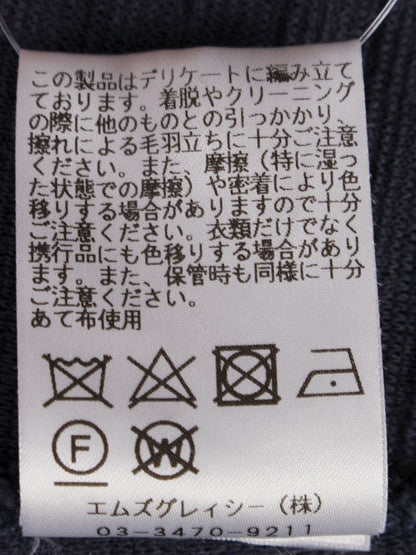 この製品はデリケートに編み立て
ております。着脱やクリーニング
の際に他のものとの引っかかり、
擦れによる毛羽立ちに十分ご注意
ください。また、摩擦（特に湿っ
た状態での摩擦）や密着により色
移りする場合がありますので十分
ご注意ください。衣類だけでなく
携行品にも色移りする場合があり
ます。また、保管時も同様に十分
ご注意ください。
あて布使用
F
W
エムズグレィシー（株）
03-3470-9211